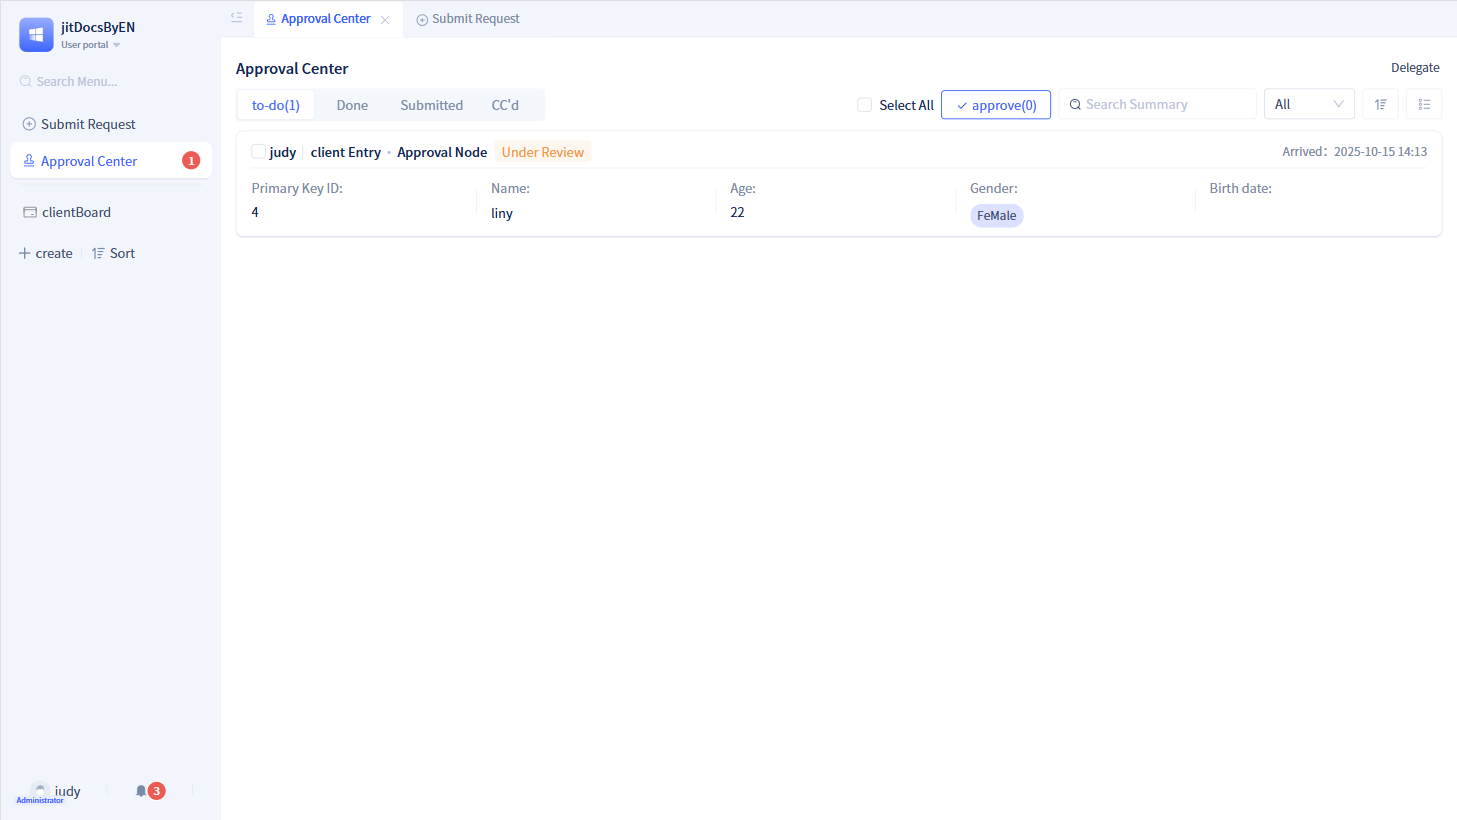 jitDocsByEN
User portal
Search Menu...
Submit Request
Approval Center 1
clientBoard
create Sort
judy 3
Administrator
Approval Center Submit Request
Approval Center Delegate
to-do(1) Done Submitted CC'd Select All approve(0) Search Summary All
judy client Entry • Approval Node Under Review Arrived：2025-10-15 14:13
Primary Key ID: Name: Age: Gender: Birth date:
4 liny 22 FeMale